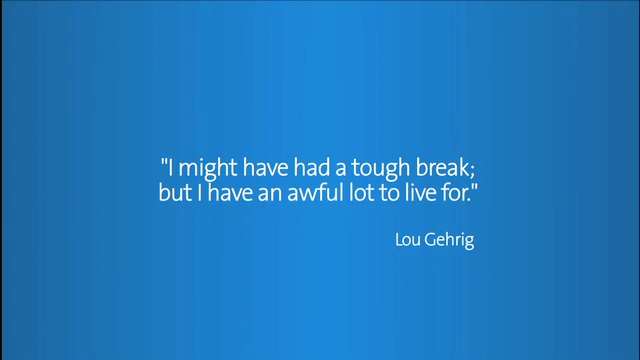 "I might have had a tough break;
but I have an awful lot to live for."
Lou Gehrig